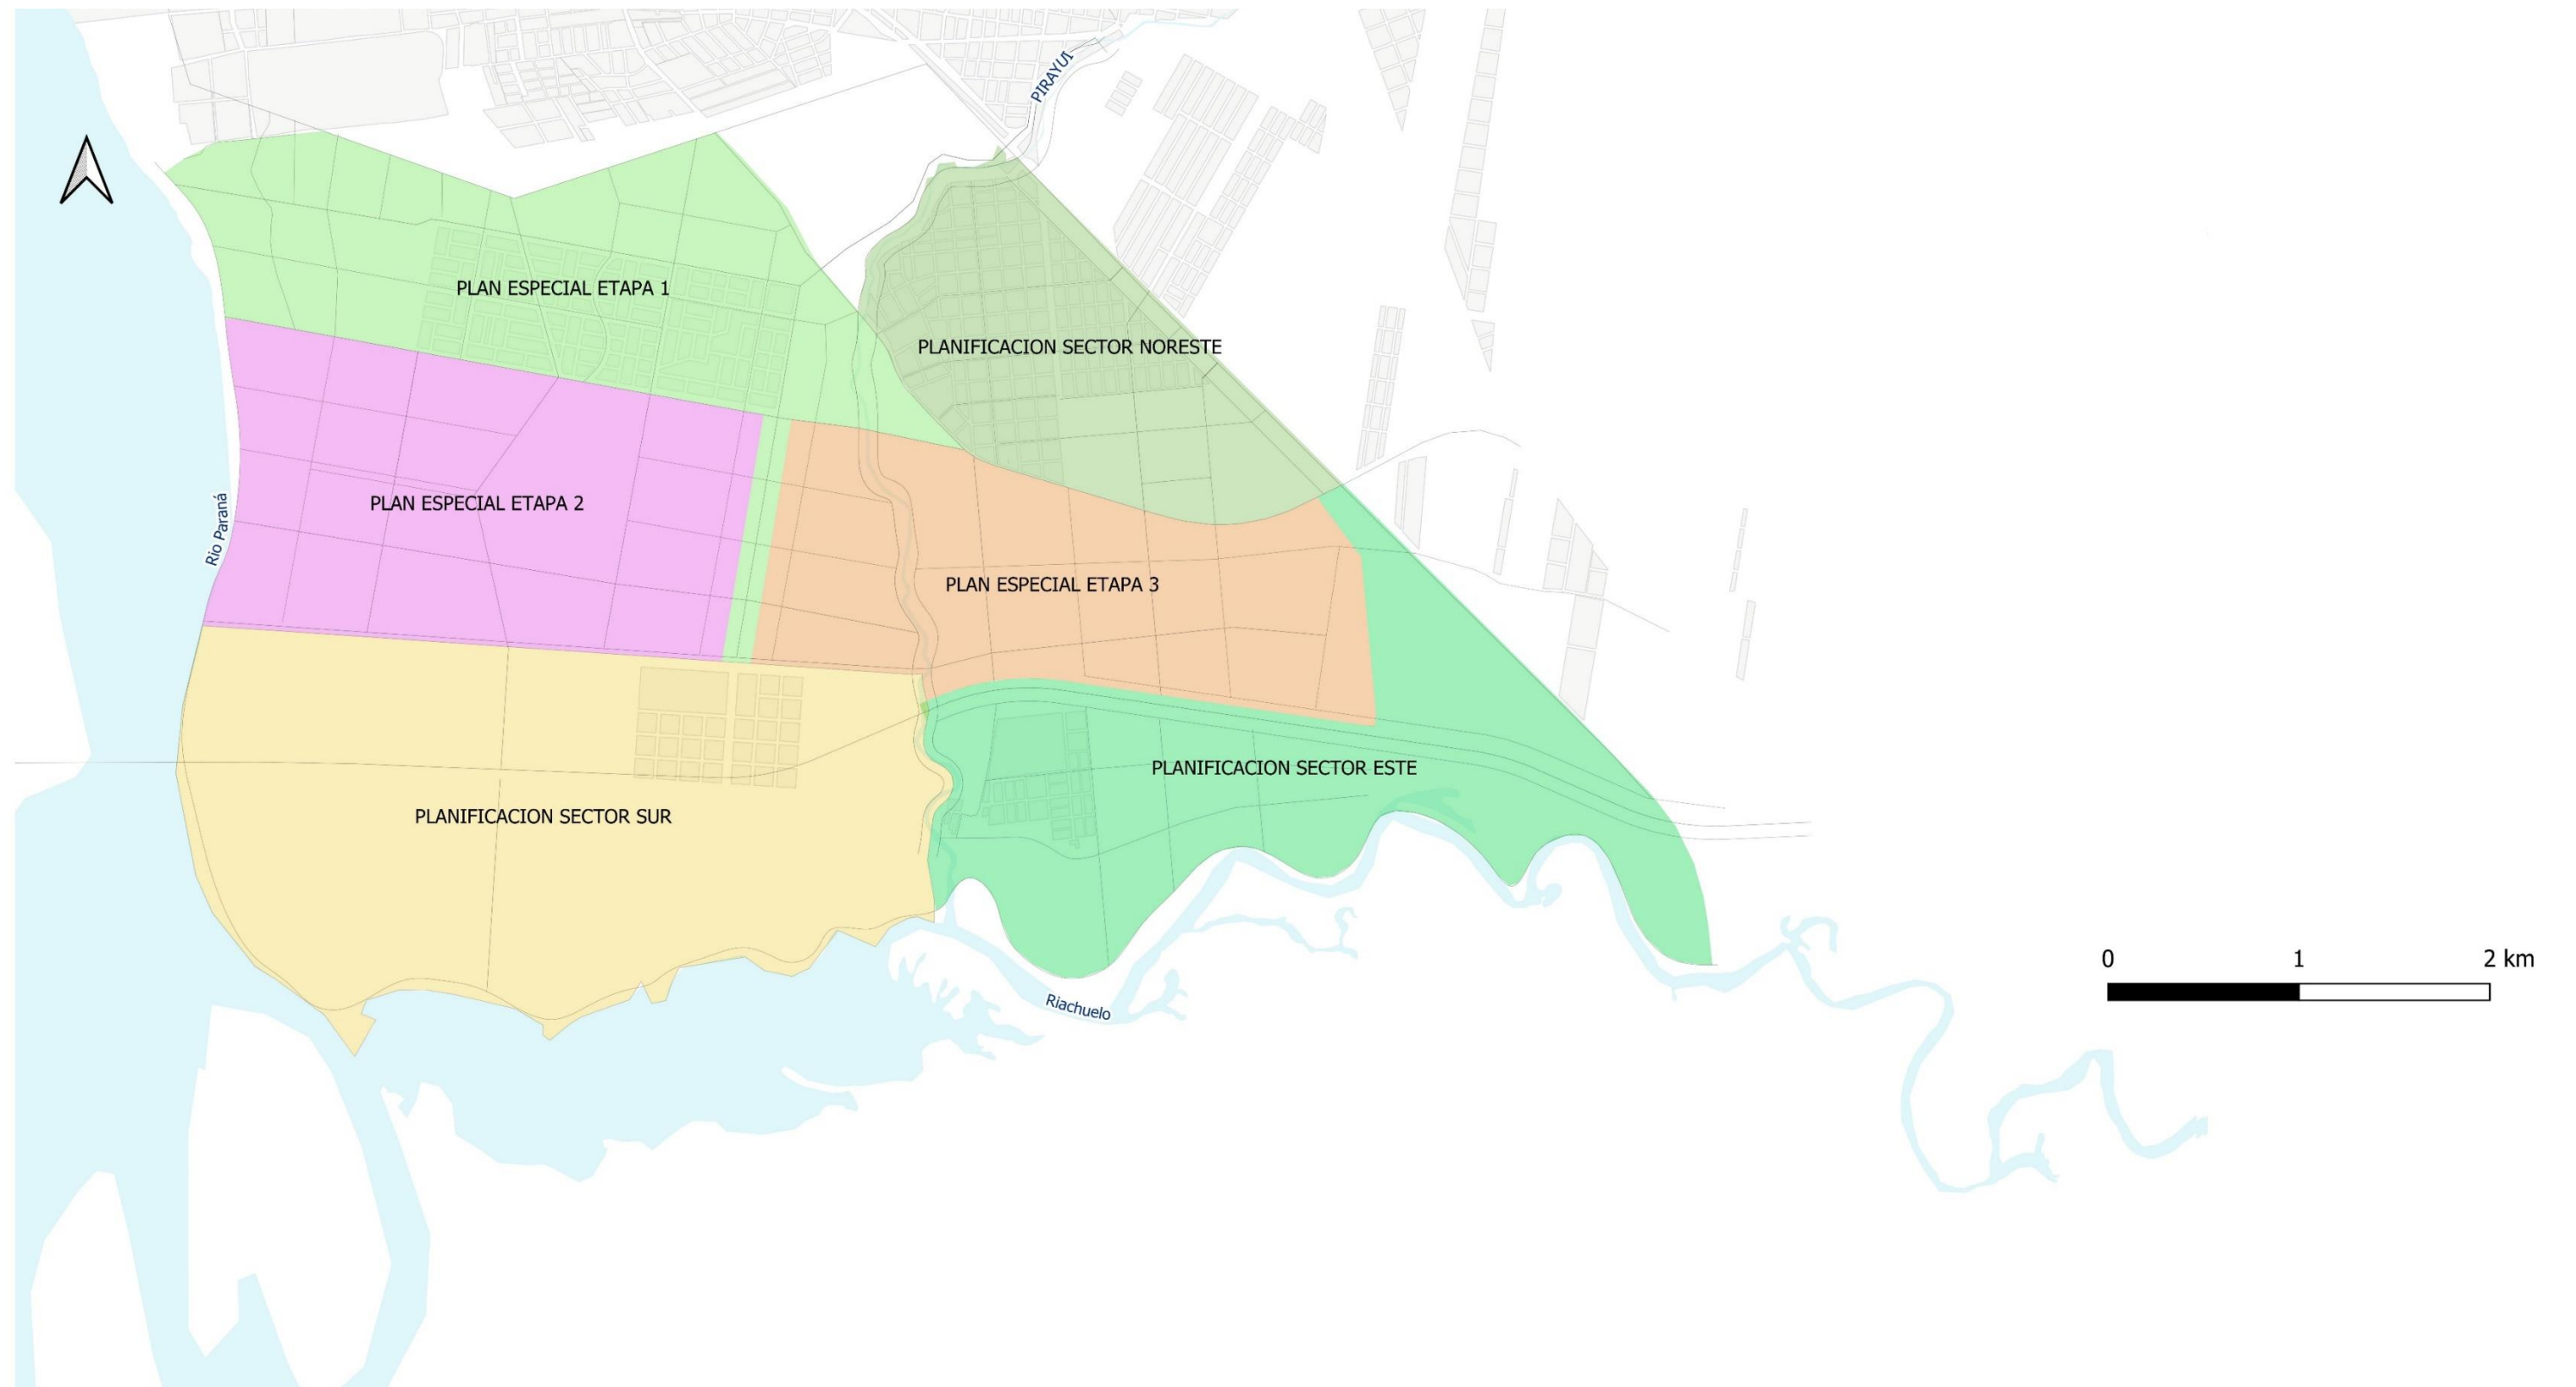 PIRAYUI
PLAN ESPECIAL ETAPA 1
PLANIFICACION SECTOR NORESTE
PLAN ESPECIAL ETAPA 2
Rio Paraná
PLAN ESPECIAL ETAPA 3
PLANIFICACION SECTOR ESTE
PLANIFICACION SECTOR SUR
0 1 2 km
Riachuelo